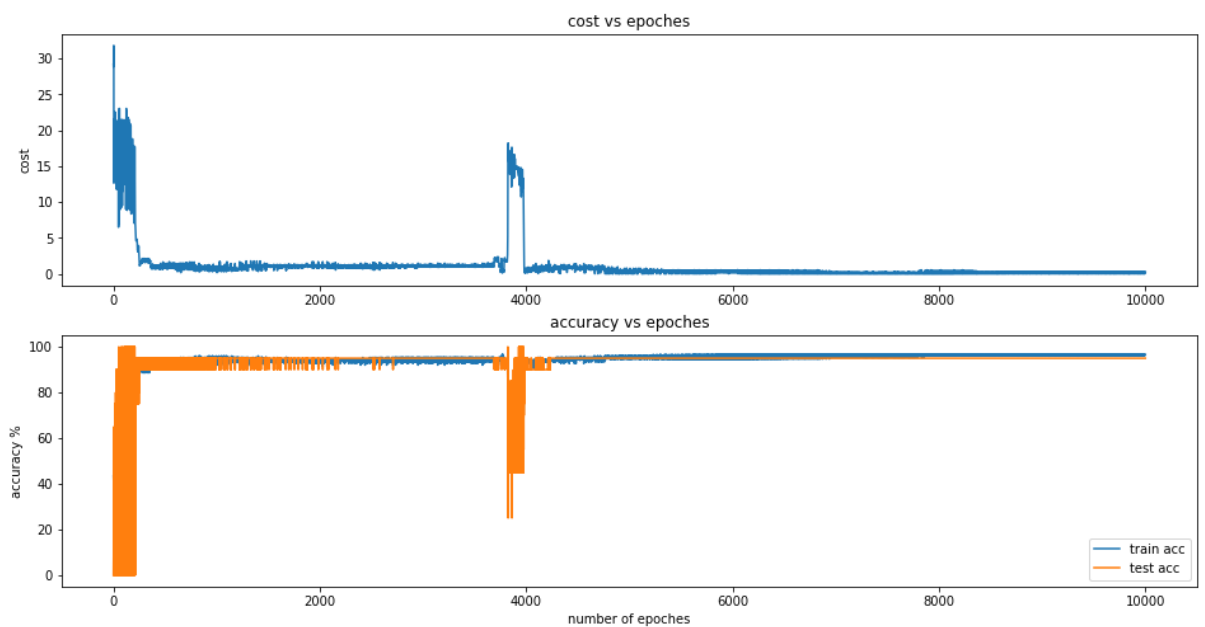 cost vs epoches
30
25
20
15
10
5
0
cost
0 2000 4000 6000 8000 10000
accuracy vs epoches
100
80
60
40
20
0
accuracy %
train acc
test acc
0 2000 4000 6000 8000 10000
number of epoches